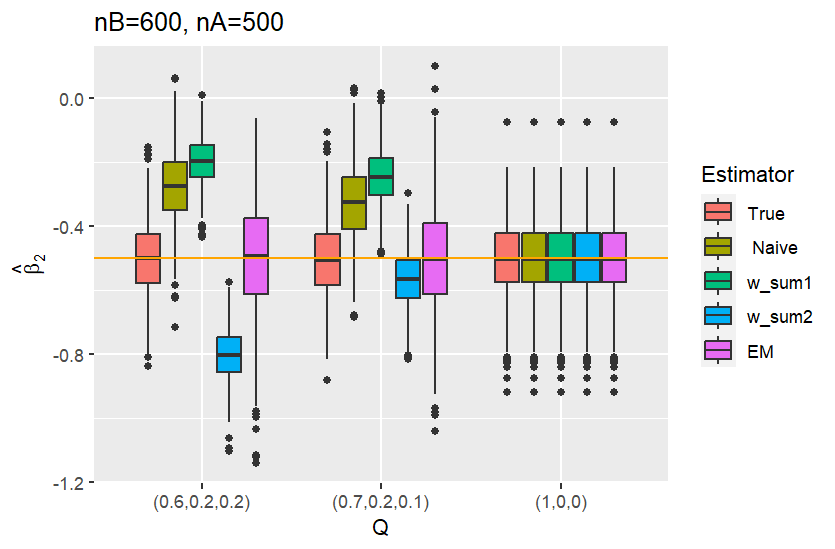 nB=600, nA=500
0.0
-0.4
-0.8
-1.2
β̂₂
(0.6,0.2,0.2)
(0.7,0.2,0.1)
(1,0.0)
Q
Estimator
True
Naive
w_sum1
w_sum2
EM